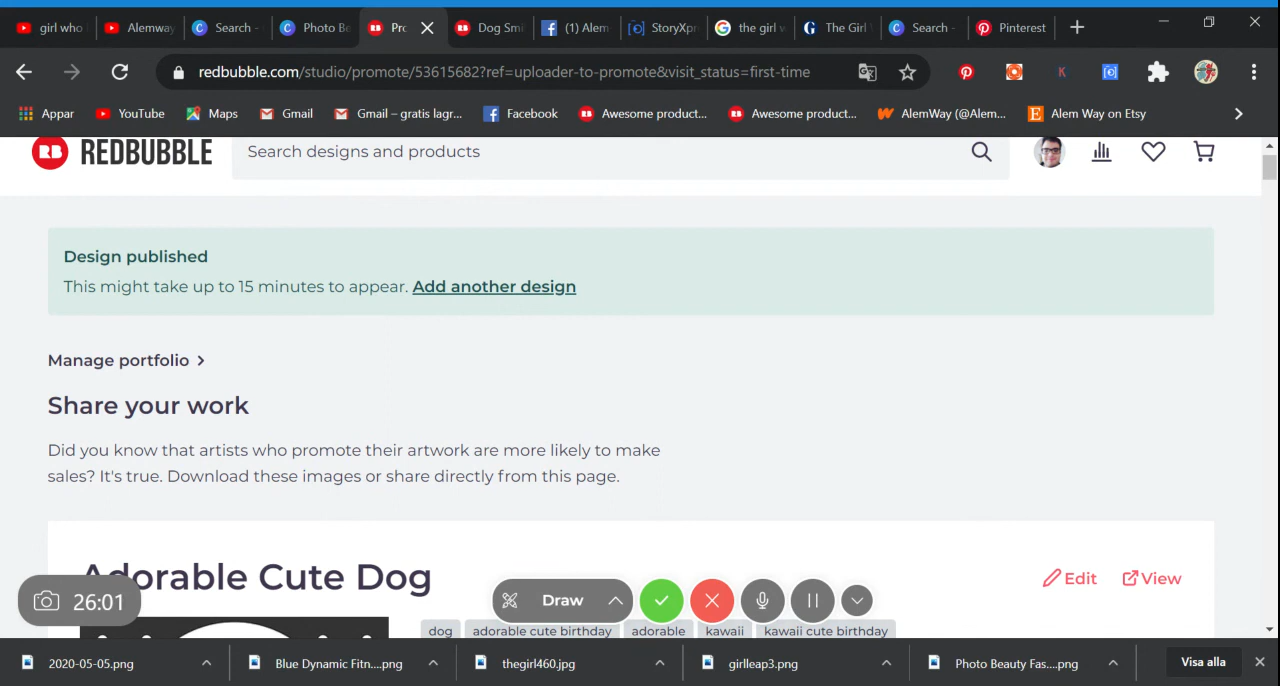 girl who
Alemway
Search -
Photo Be
Pro
Dog Smi
(1) Alem
StoryXpr
the girl w
The Girl
Search -
Pinterest
redbubble.com/studio/promote/53615682?ref=uploader-to-promote&visit_status=first-time
Appar
YouTube
Maps
Gmail
Gmail – gratis lagr...
Facebook
Awesome product...
Awesome product...
AlemWay (@Alem...
Alem Way on Etsy
RB REDBUBBLE
Search designs and products
Design published
This might take up to 15 minutes to appear. Add another design
Manage portfolio >
Share your work
Did you know that artists who promote their artwork are more likely to make
sales? It's true. Download these images or share directly from this page.
Adorable Cute Dog
Edit
View
26:01
Draw
dog
adorable cute birthday
adorable
kawaii
kawaii cute birthday
2020-05-05.png
Blue Dynamic Fitn....png
thegirl460.jpg
girlleap3.png
Photo Beauty Fas....png
Visa alla